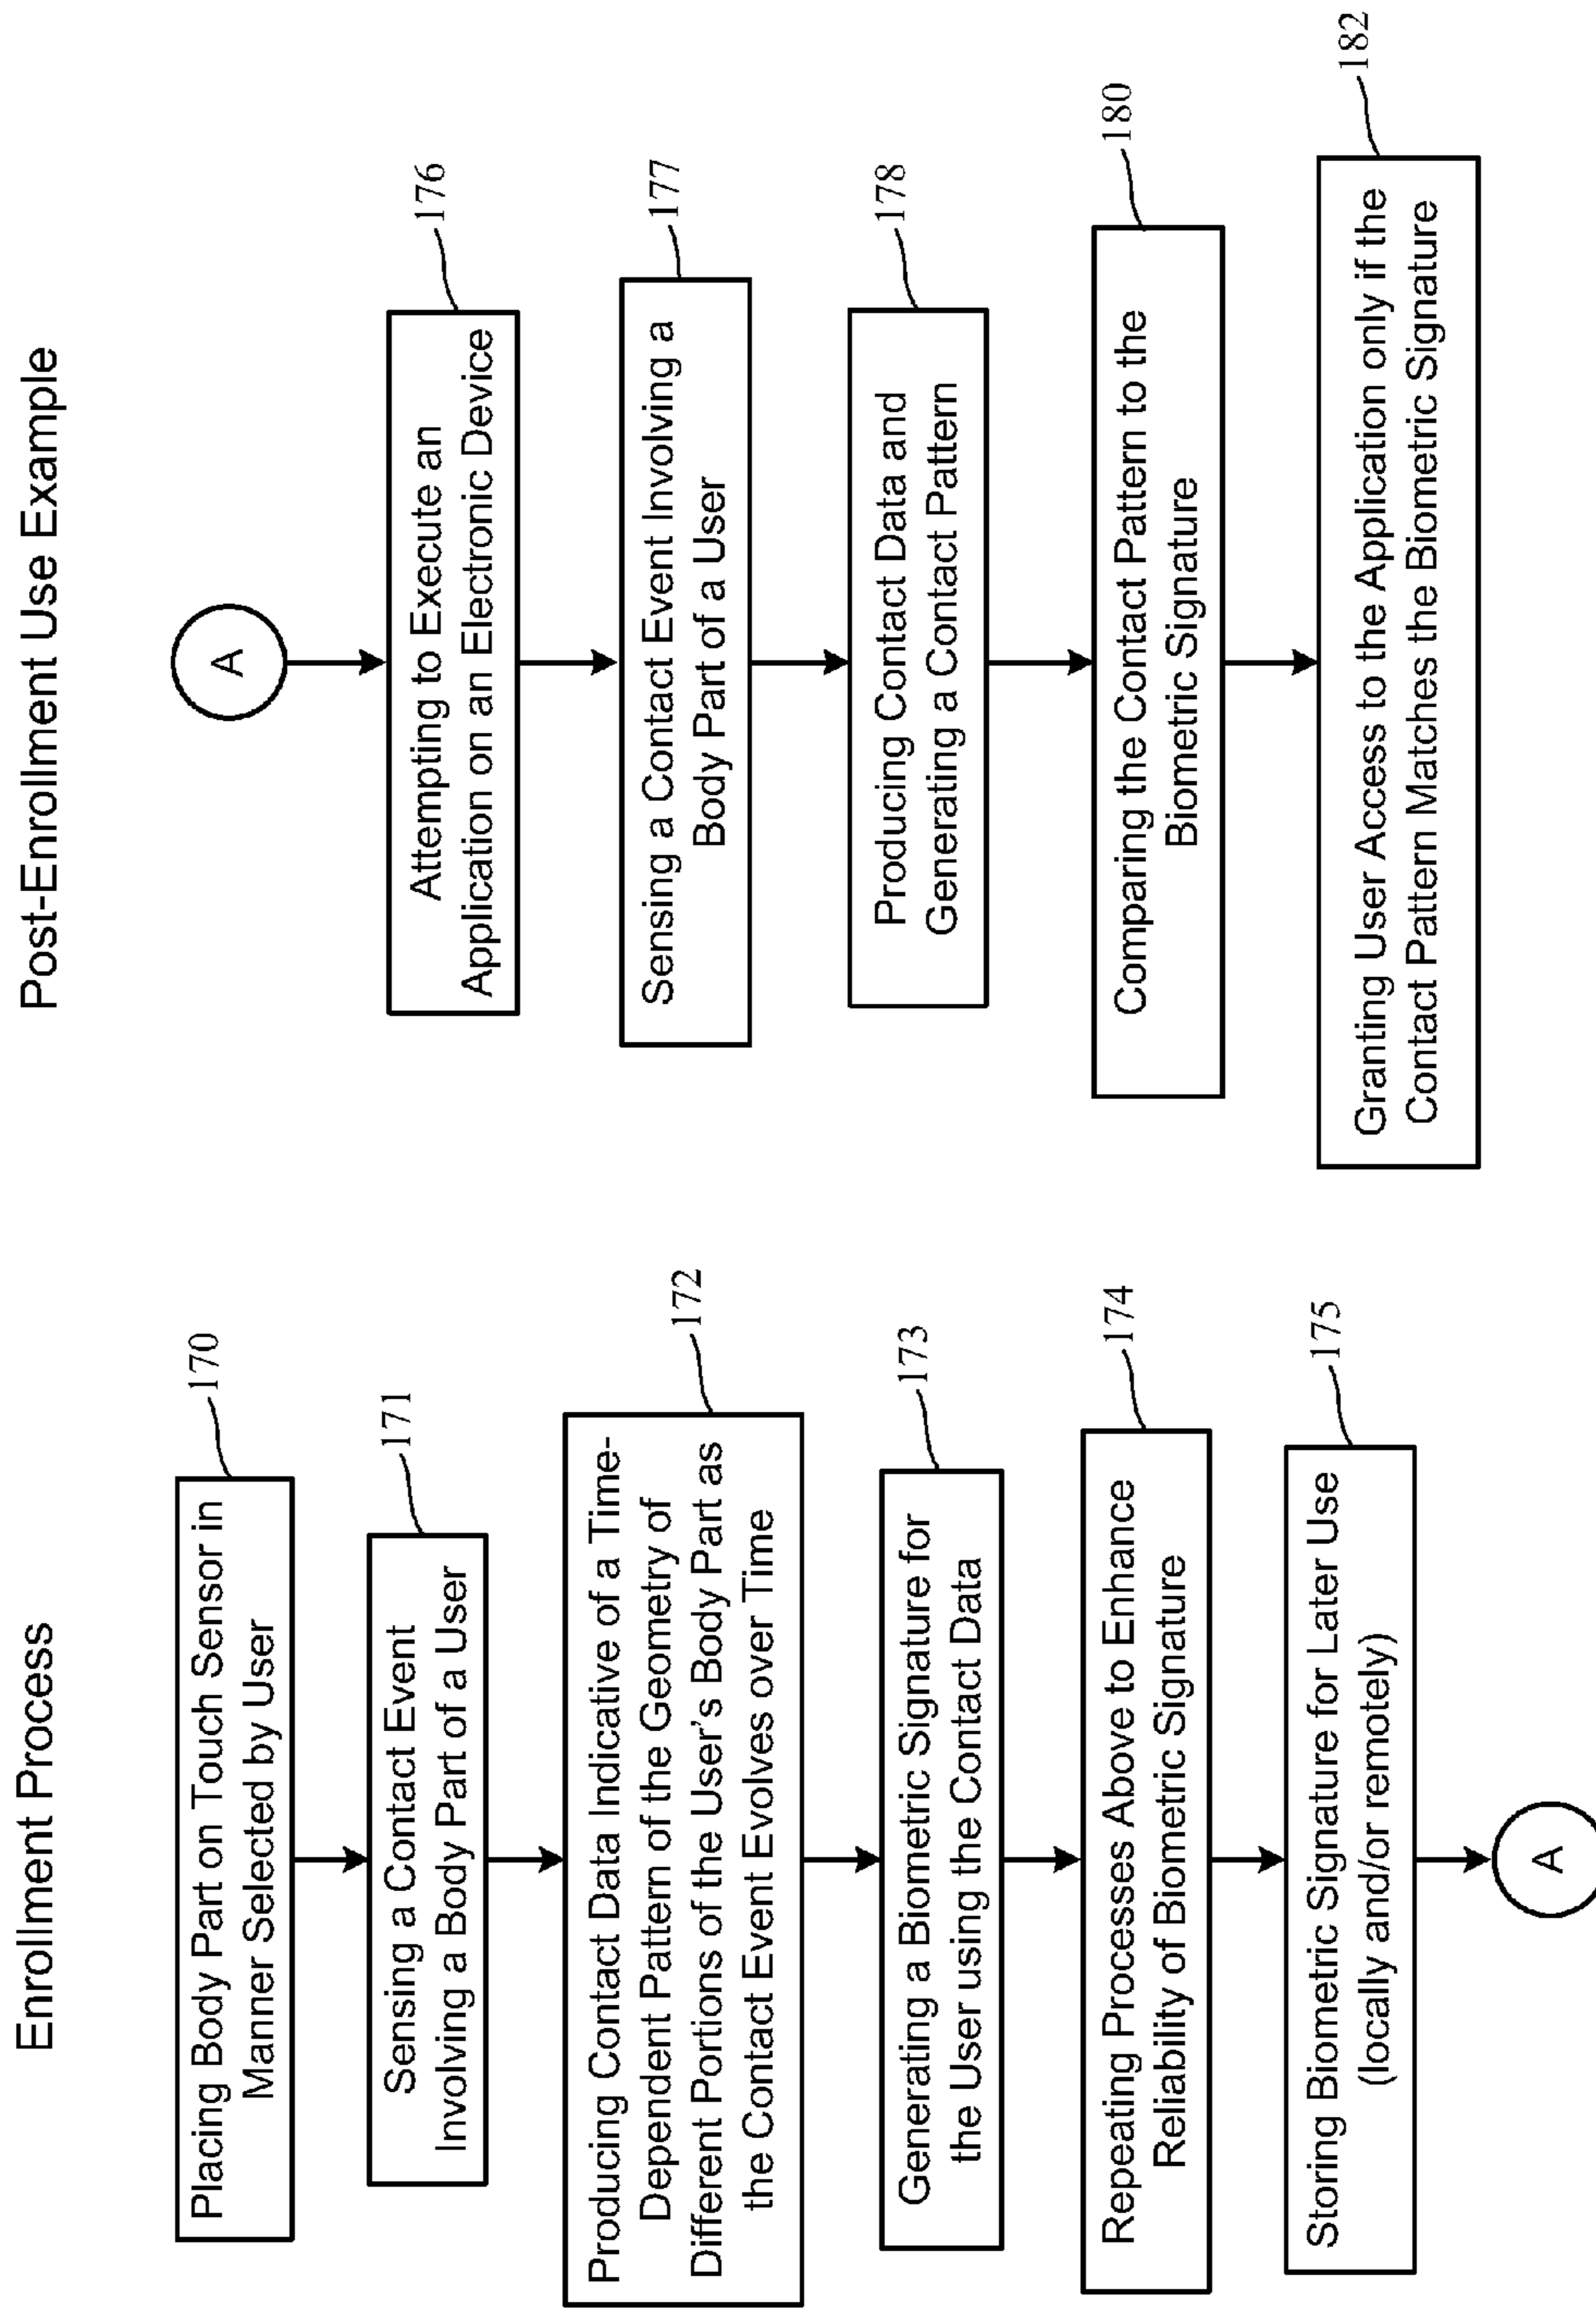 Enrollment Process
Placing Body Part on Touch Sensor in
Manner Selected by User
170
Sensing a Contact Event
Involving a Body Part of a User
171
Producing Contact Data Indicative of a Time-
Dependent Pattern of the Geometry of
Different Portions of the User's Body Part as
the Contact Event Evolves over Time
172
Generating a Biometric Signature for
the User using the Contact Data
173
Repeating Processes Above to Enhance
Reliability of Biometric Signature
174
Storing Biometric Signature for Later Use
(locally and/or remotely)
175
A
Post-Enrollment Use Example
A
Attempting to Execute an
Application on an Electronic Device
176
Sensing a Contact Event Involving a
Body Part of a User
177
Producing Contact Data and
Generating a Contact Pattern
178
Comparing the Contact Pattern to the
Biometric Signature
180
Granting User Access to the Application only if the
Contact Pattern Matches the Biometric Signature
182